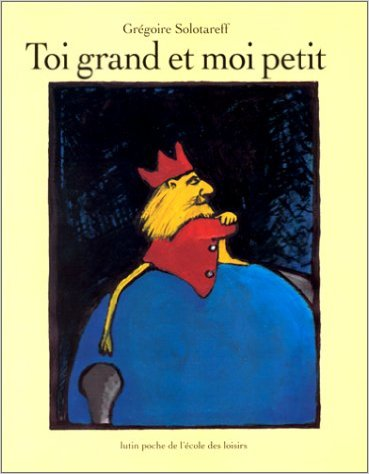 Grégoire Solotareff
Toi grand et moi petit
lutin poche de l'école des loisirs